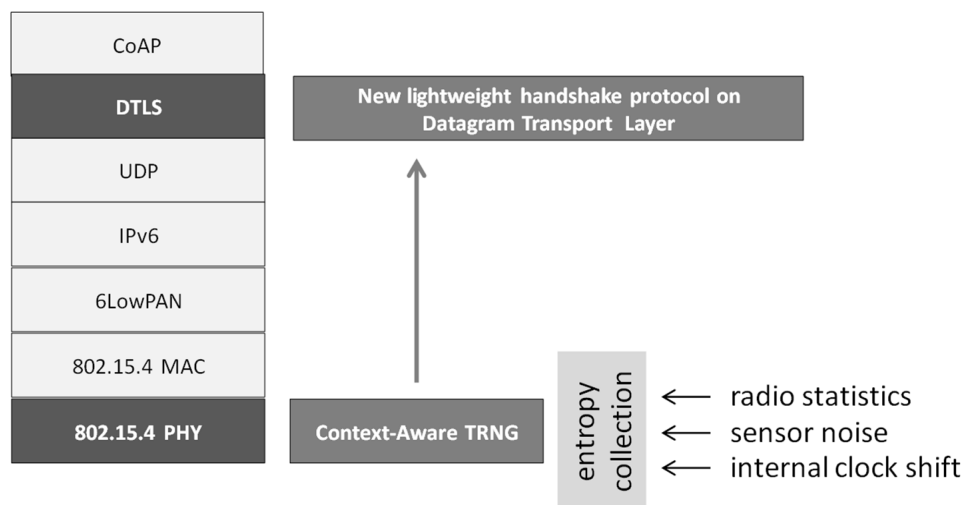 CoAP
DTLS
UDP
IPv6
6LowPAN
802.15.4 MAC
802.15.4 PHY
New lightweight handshake protocol on
Datagram Transport Layer
Context-Aware TRNG
entropy
collection
radio statistics
sensor noise
internal clock shift